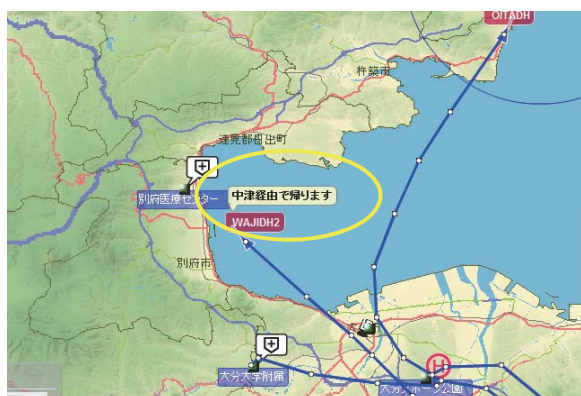 OITADH
杵築市
速見郡日出町
別府医療センター
中津経由で帰ります
WAJIDH2
別府市
大分大学附属
H
大分スポーツ公園